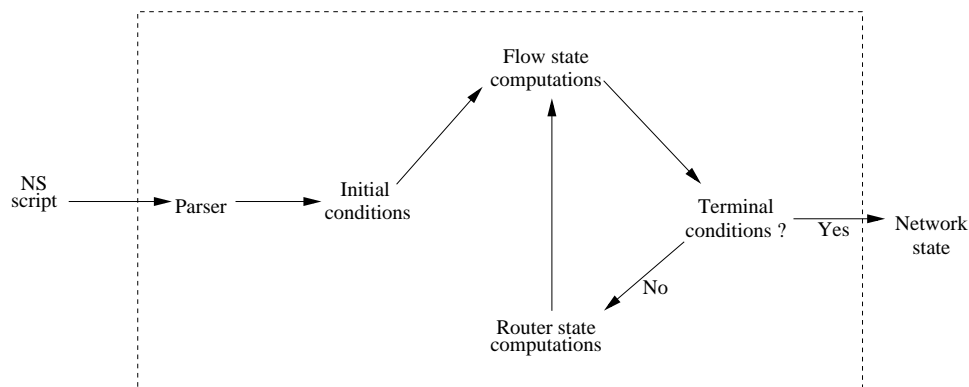 Flow state
computations
NS
script
Parser
Initial
conditions
Terminal
conditions ?
Yes
Network
state
No
Router state
computations